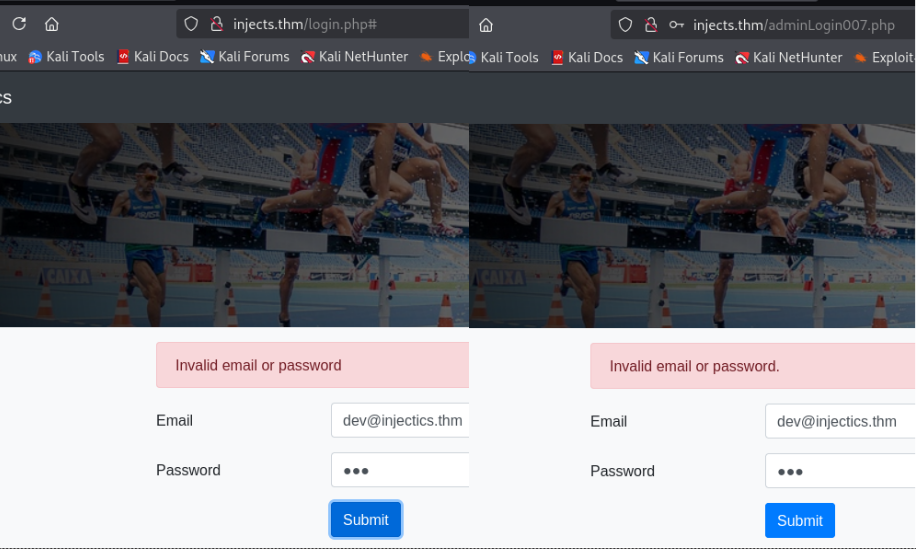 injects.thm/login.php#
nux Kali Tools Kali Docs Kali Forums Kali NetHunter Explo
cs
CAIXA
Invalid email or password
Email dev@injectics.thm
Password ●●●
Submit
injects.thm/adminLogin007.php
Kali Tools Kali Docs Kali Forums Kali NetHunter Exploit-
CAIXA
Invalid email or password.
Email dev@injectics.thm
Password ●●●
Submit